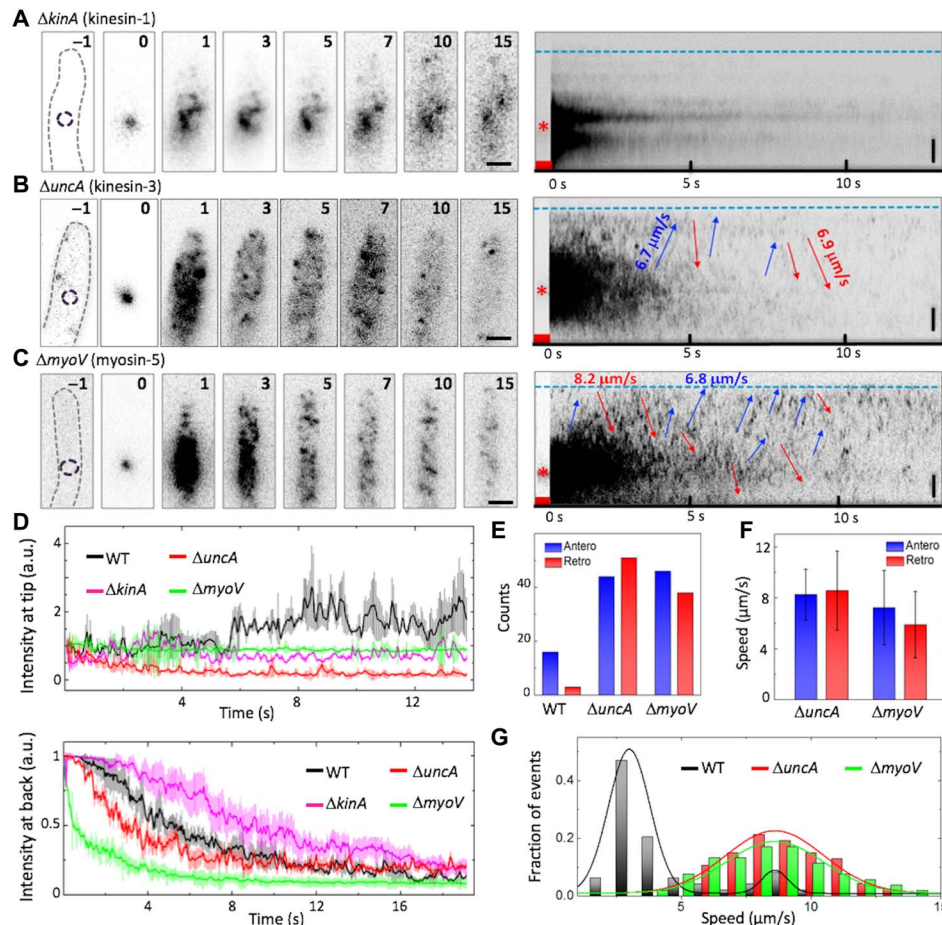 A ΔkinA (kinesin-1)
–1 0 1 3 5 7 10 15
*
0 s 5 s 10 s
B ΔuncA (kinesin-3)
–1 0 1 3 5 7 10 15
6.7 μm/s 6.9 μm/s
*
0 s 5 s 10 s
C ΔmyoV (myosin-5)
–1 0 1 3 5 7 10 15
8.2 μm/s 6.8 μm/s
*
0 s 5 s 10 s
D
Intensity at tip (a.u.)
4
2
0
WT ΔuncA
ΔkinA ΔmyoV
4 8 12
Time (s)
Intensity at back (a.u.)
1
0.5
0
WT ΔuncA
ΔkinA ΔmyoV
4 8 12 16
Time (s)
E
Antero
Retro
Counts
40
20
0
WT ΔuncA ΔmyoV
F
Antero
Retro
Speed (μm/s)
12
8
4
0
ΔuncA ΔmyoV
G
WT ΔuncA ΔmyoV
Fraction of events
0.4
0.2
0.0
5 10 15
Speed (μm/s)